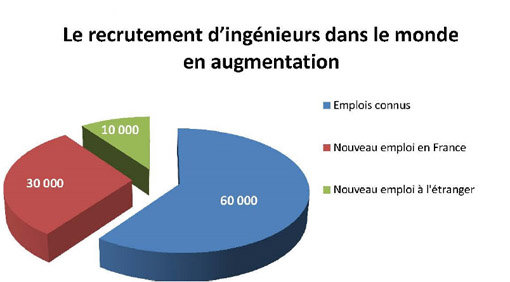 Le recrutement d’ingénieurs dans le monde
en augmentation
Emplois connus
10 000
Nouveau emploi en France
30 000
60 000
Nouveau emploi à l'étranger